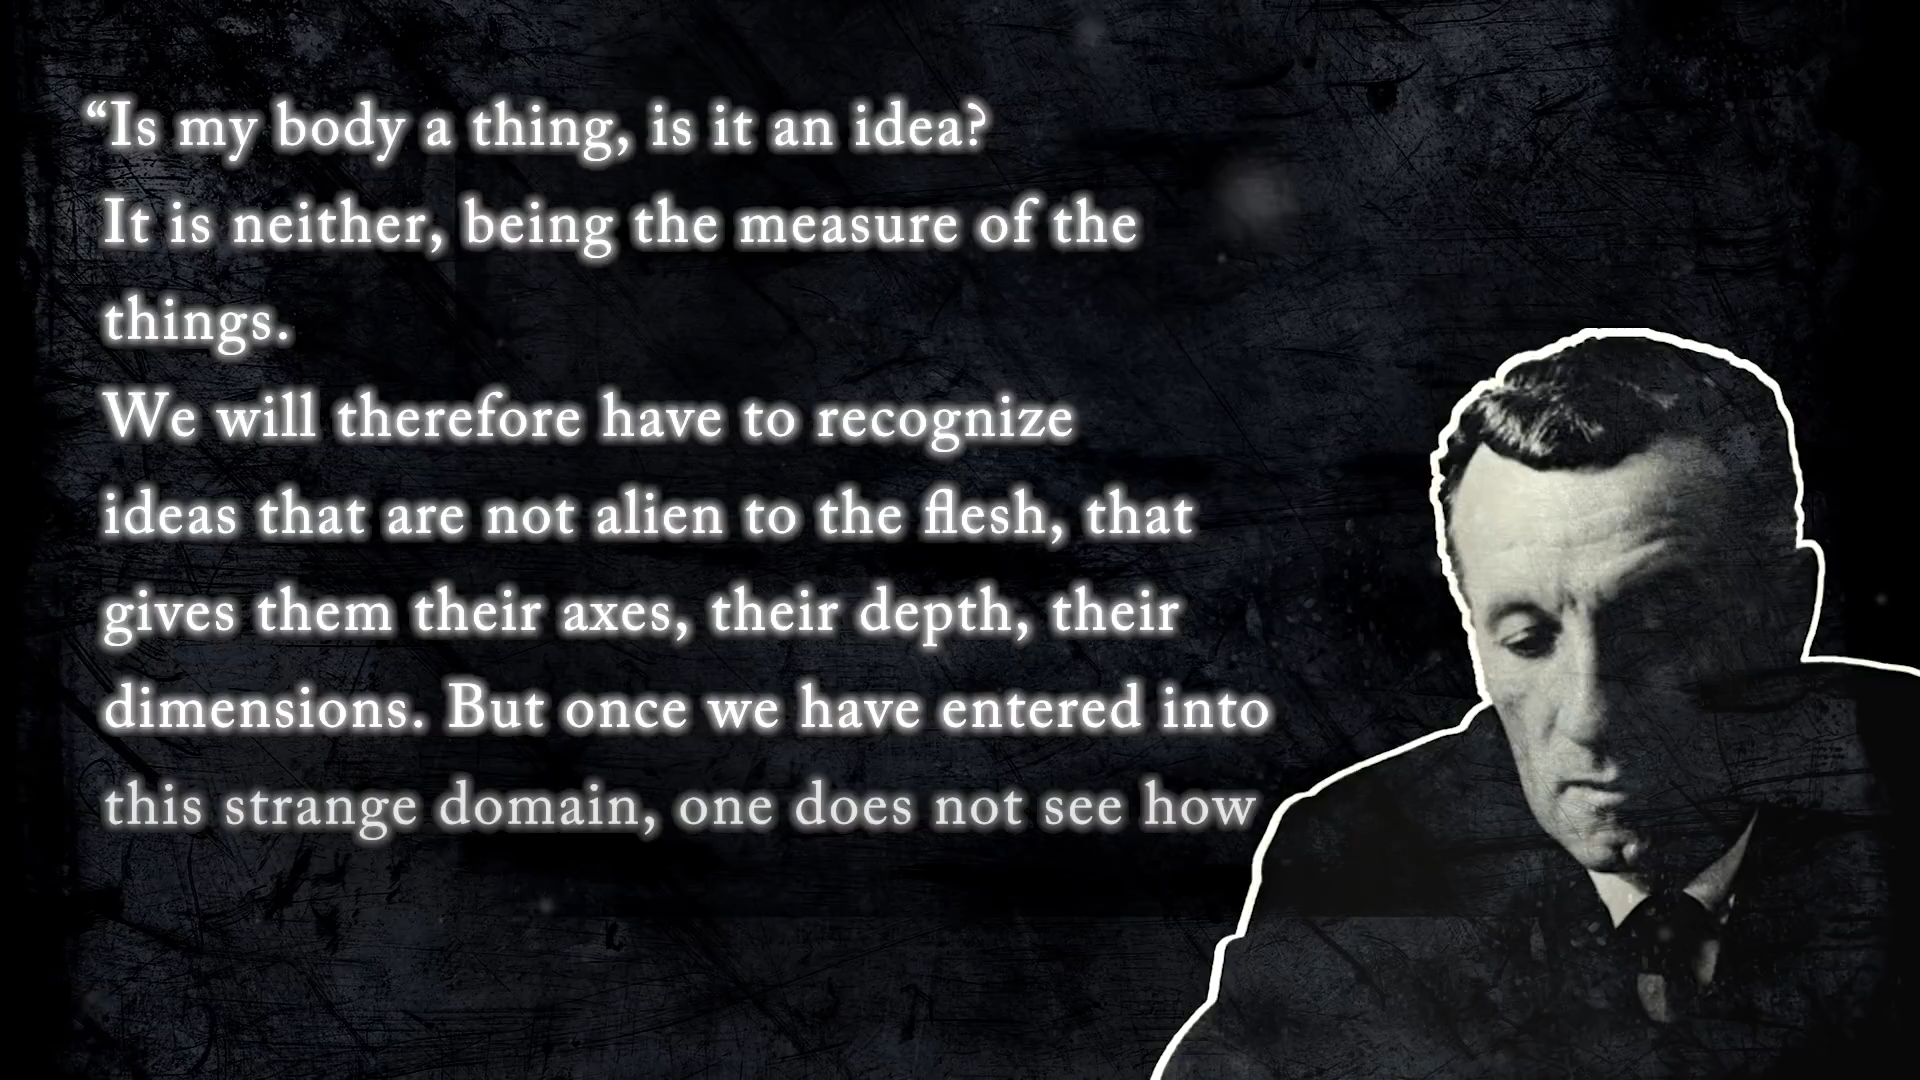 “Is my body a thing, is it an idea?
It is neither, being the measure of the
things.
We will therefore have to recognize
ideas that are not alien to the flesh, that
gives them their axes, their depth, their
dimensions. But once we have entered into
this strange domain, one does not see how